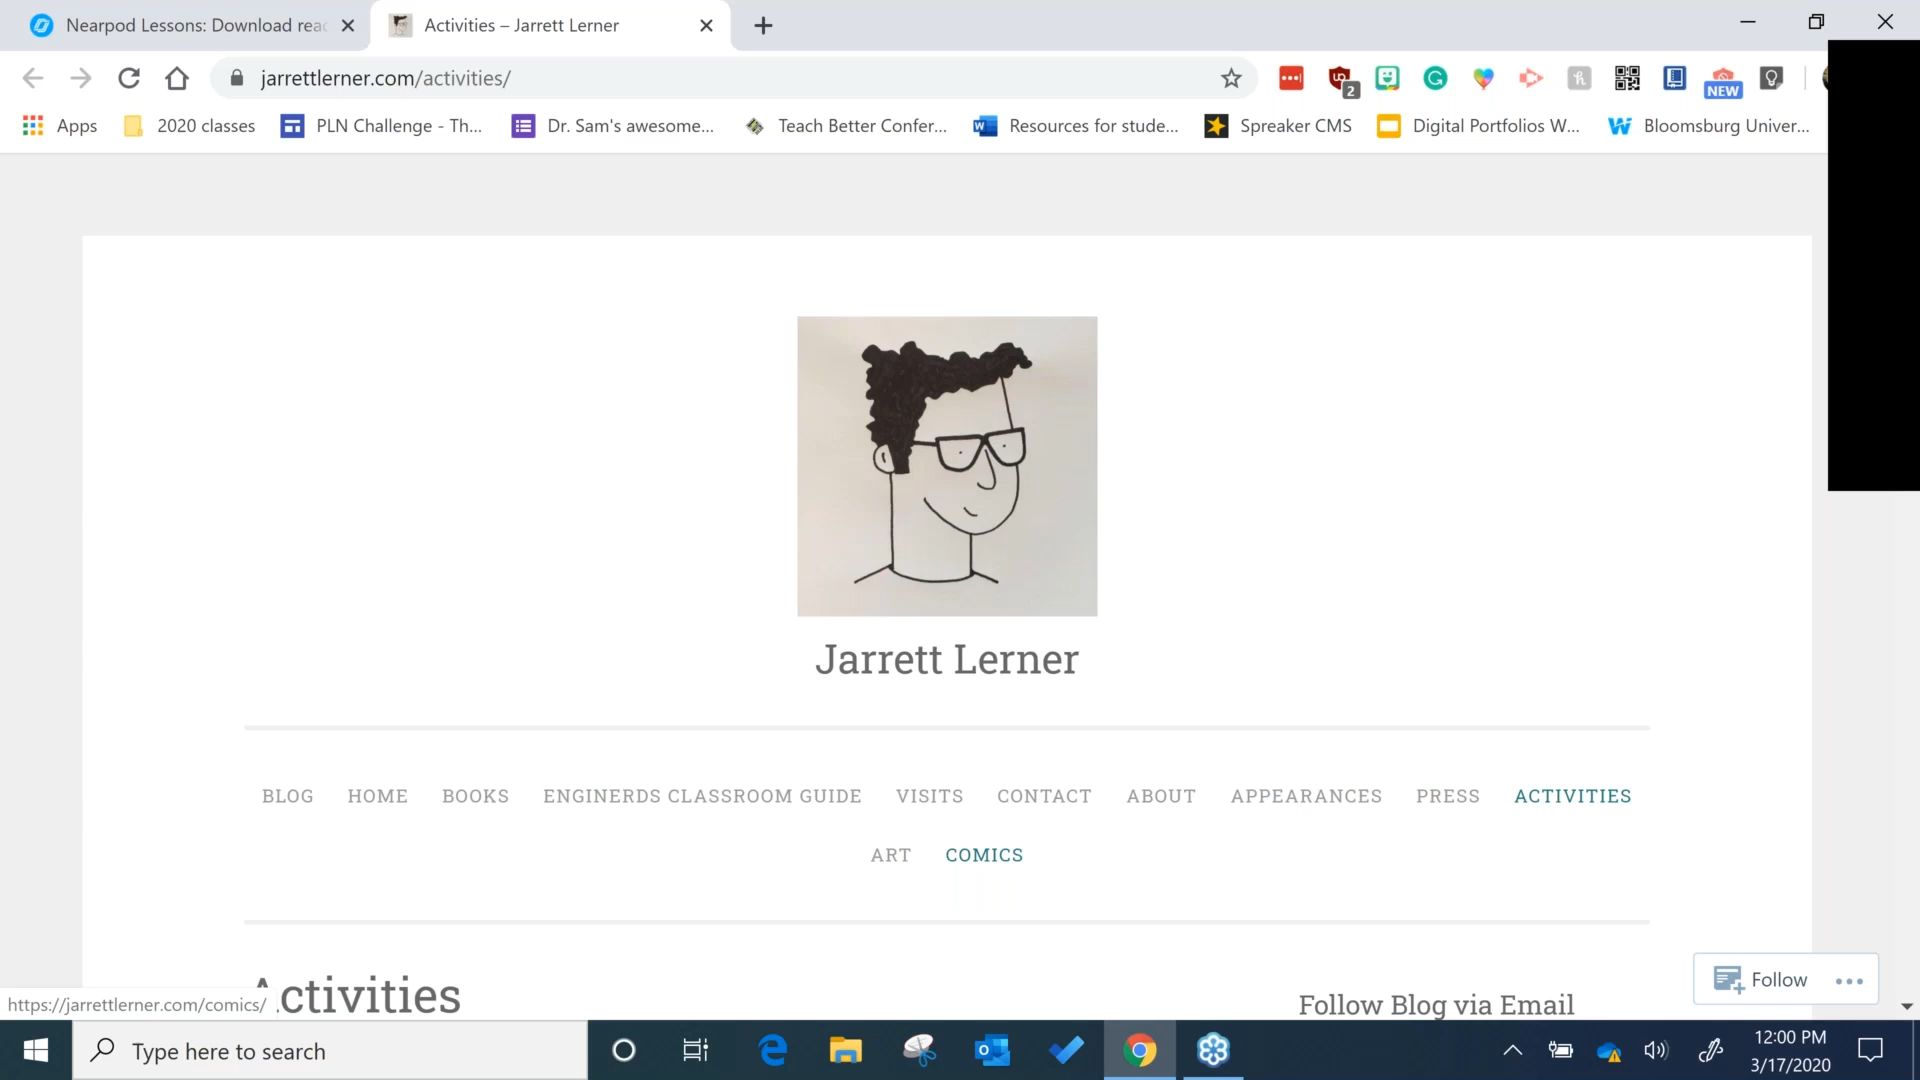 Nearpod Lessons: Download rea
Activities – Jarrett Lerner
jarrettlerner.com/activities/
2
NEW
Apps
2020 classes
PLN Challenge - Th...
Dr. Sam's awesome...
Teach Better Confer...
Resources for stude...
Spreaker CMS
Digital Portfolios W...
Bloomsburg Univer...
Jarrett Lerner
BLOG HOME BOOKS ENGINERDS CLASSROOM GUIDE VISITS CONTACT ABOUT APPEARANCES PRESS ACTIVITIES
ART COMICS
Activities
Follow Blog via Email
Follow
https://jarrettlerner.com/comics/
Type here to search
12:00 PM
3/17/2020